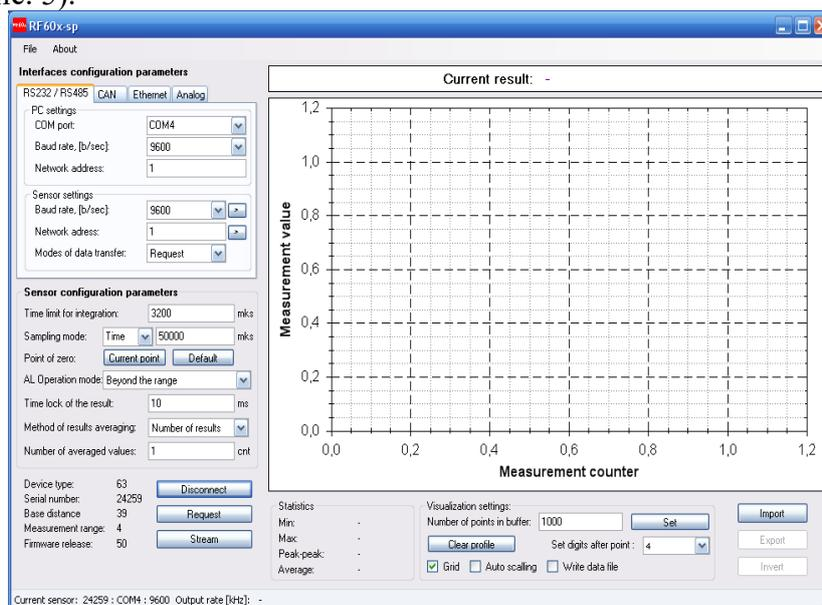 RF60x-sp
File About
Interfaces configuration parameters
RS232 / RS485 CAN Ethernet Analog
PC settings
COM port: COM4
Baud rate, [b/sec]: 9600
Network address: 1
Sensor settings
Baud rate, [b/sec]: 9600 >
Network adress: 1 >
Modes of data transfer: Request
Sensor configuration parameters
Time limit for integration: 3200 mks
Sampling mode: Time 50000 mks
Point of zero: Current point Default
AL Operation mode: Beyond the range
Time lock of the result: 10 ms
Method of results averaging: Number of results
Number of averaged values: 1 cnt
Device type: 63
Serial number: 24259
Base distance 39
Measurement range: 4
Firmware release: 50
Disconnect
Request
Stream
Current result: -
Measurement value
1,2
1,0
0,8
0,6
0,4
0,2
0,0
0,0 0,2 0,4 0,6 0,8 1,0 1,2
Measurement counter
Statistics
Min: -
Max: -
Peak-peak: -
Average: -
Visualization settings:
Number of points in buffer: 1000 Set
Clear profile Set digits after point : 4
Grid Auto scalling Write data file
Import
Export
Invert
Current sensor: 24259 : COM4 : 9600 Output rate [kHz]: -